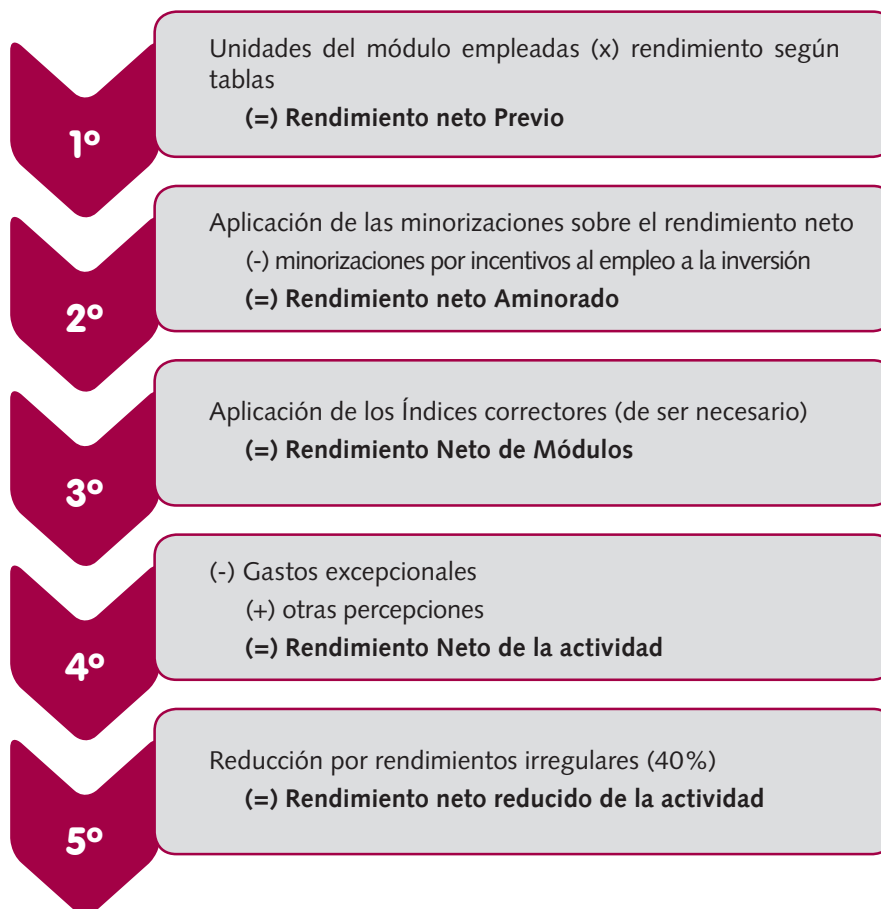 1º
Unidades del módulo empleadas (x) rendimiento según
tablas
(=) Rendimiento neto Previo
2º
Aplicación de las minorizaciones sobre el rendimiento neto
(-) minorizaciones por incentivos al empleo a la inversión
(=) Rendimiento neto Aminorado
3º
Aplicación de los Índices correctores (de ser necesario)
(=) Rendimiento Neto de Módulos
4º
(-) Gastos excepcionales
(+) otras percepciones
(=) Rendimiento Neto de la actividad
5º
Reducción por rendimientos irregulares (40%)
(=) Rendimiento neto reducido de la actividad